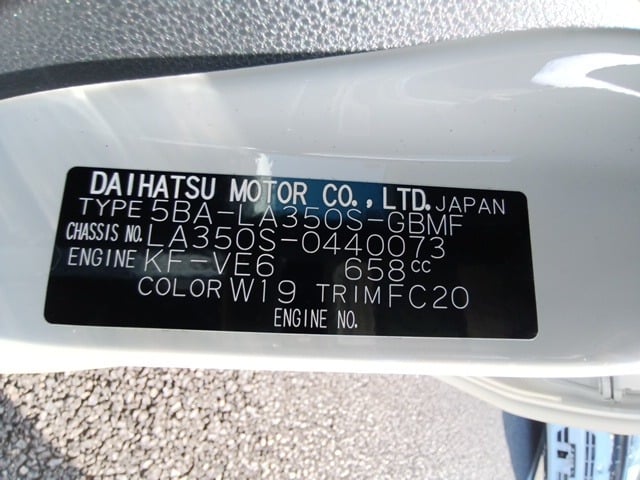 DAIHATSU MOTOR CO.,LTD.JAPAN
TYPE 5BA-LA350S-GBMF
CHASSIS NO. LA350S-0440073
ENGINE KF-VE6 658cc
COLOR W19 TRIM FC20
ENGINE NO.